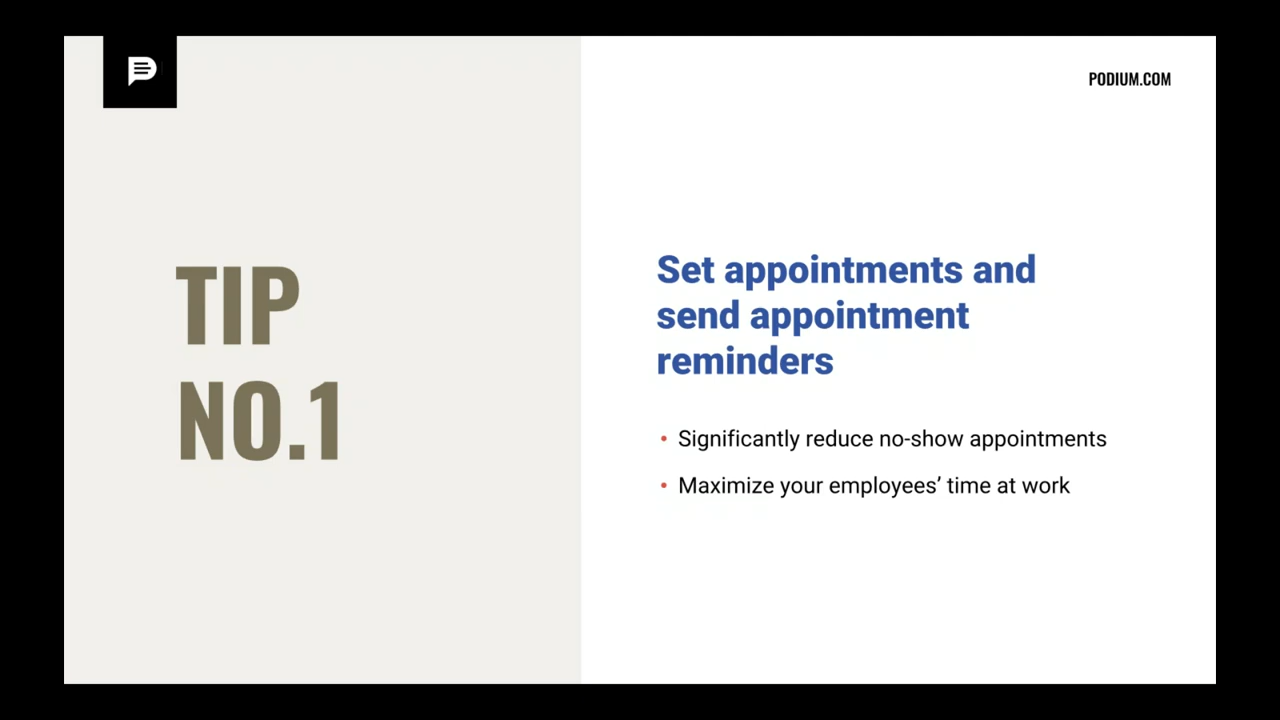 PODIUM.COM
TIP
NO.1
Set appointments and
send appointment
reminders
• Significantly reduce no-show appointments
• Maximize your employees’ time at work